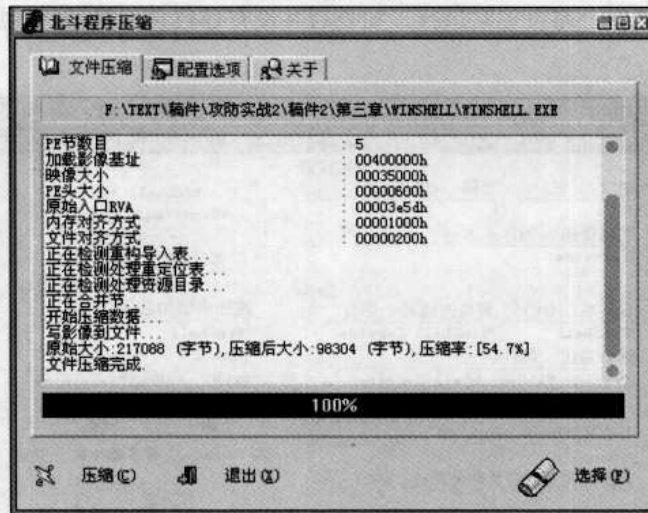 北斗程序压缩
文件压缩 配置选项 关于
F:\TEXT\稿件\攻防实战2\稿件2\第三章\WINSHELL\WINSHELL.EXE
PE节数目 : 5
加载影像基址 : 00400000h
映像大小 : 00035000h
PE头大小 : 00000600h
原始入口RVA : 00003e5dh
内存对齐方式 : 00001000h
文件对齐方式 : 00000200h
正在检测重构导入表...
正在检测处理重定位表...
正在检测处理资源目录...
正在合并节...
开始压缩数据...
写影像到文件...
原始大小:217088 (字节),压缩后大小:98304 (字节),压缩率:[54.7%]
文件压缩完成.
100%
压缩(C) 退出(X) 选择(F)